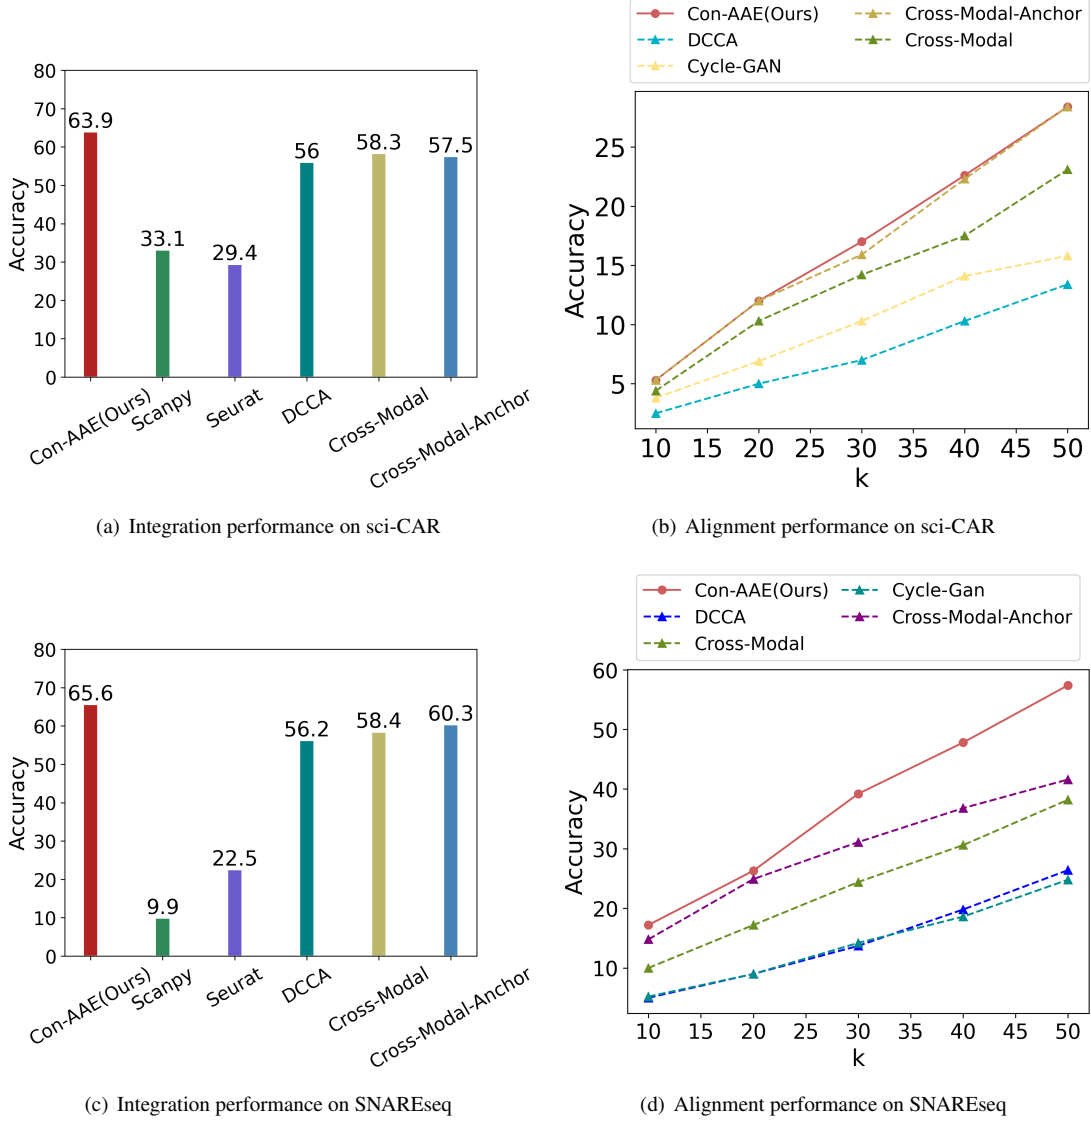 Con-AAE(Ours)
DCCA
Cycle-GAN
Cross-Modal-Anchor
Cross-Modal
80
70
60
50
40
30
20
10
0
Accuracy
63.9
33.1
29.4
56
58.3
57.5
Con-AAE(Ours)
Scanpy
Seurat
DCCA
Cross-Modal
Cross-Modal-Anchor
(a) Integration performance on sci-CAR
25
20
15
10
5
Accuracy
10 15 20 25 30 35 40 45 50
k
(b) Alignment performance on sci-CAR
80
70
60
50
40
30
20
10
0
Accuracy
65.6
9.9
22.5
56.2
58.4
60.3
Con-AAE(Ours)
Scanpy
Seurat
DCCA
Cross-Modal
Cross-Modal-Anchor
(c) Integration performance on SNAREseq
Con-AAE(Ours)
DCCA
Cross-Modal
Cycle-Gan
Cross-Modal-Anchor
60
50
40
30
20
10
Accuracy
10 15 20 25 30 35 40 45 50
k
(d) Alignment performance on SNAREseq